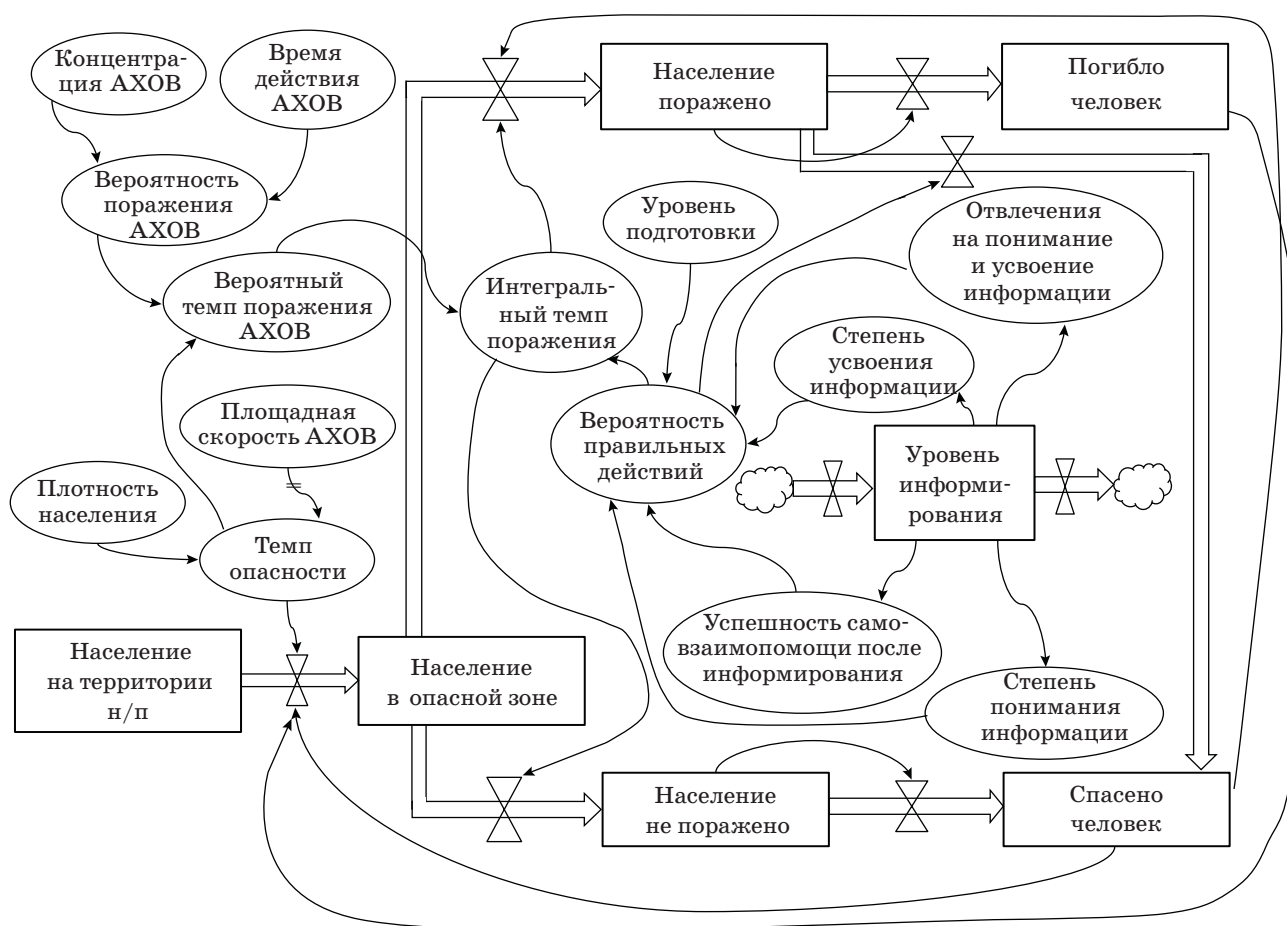 Концентра-
ция АХОВ
Время
действия
АХОВ
Население
поражено
Погибло
человек
Вероятность
поражения
АХОВ
Уровень
подготовки
Отвлечения
на понимание
и усвоение
информации
Вероятный
темп поражения
АХОВ
Интеграль-
ный темп
поражения
Степень
усвоения
информации
Площадная
скорость АХОВ
Вероятность
правильных
действий
Уровень
информи-
рования
Плотность
населения
Темп
опасности
Успешность само-
взаимопомощи после
информирования
Население
на территории
н/п
Население
в опасной зоне
Степень
понимания
информации
Население
не поражено
Спасено
человек